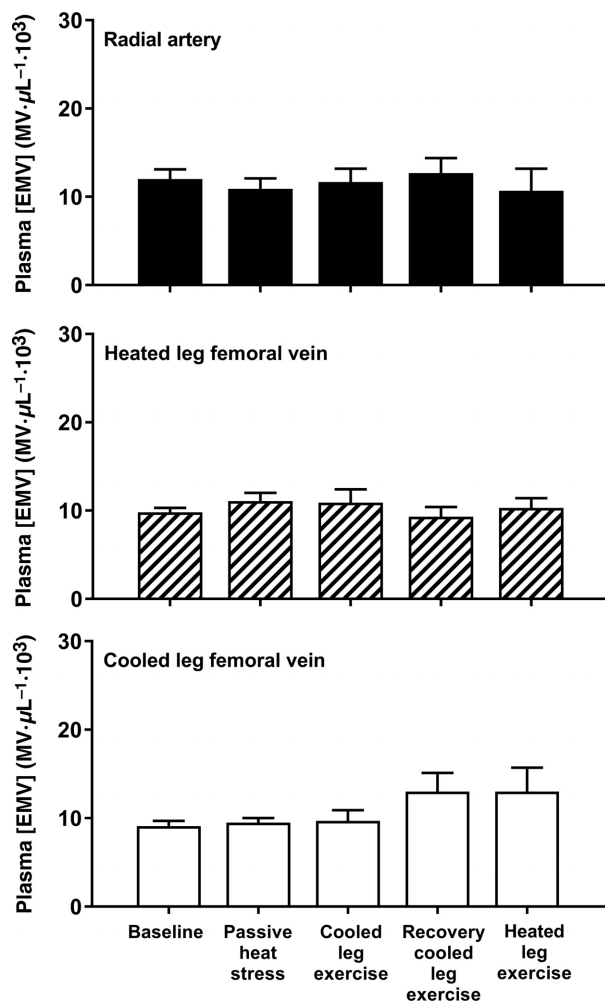 30
20
10
0
Plasma [EMV] (MV·µL⁻¹·10³)
Radial artery
30
20
10
0
Plasma [EMV] (MV·µL⁻¹·10³)
Heated leg femoral vein
30
20
10
0
Plasma [EMV] (MV·µL⁻¹·10³)
Cooled leg femoral vein
Baseline
Passive
heat
stress
Cooled
leg
exercise
Recovery
cooled
leg
exercise
Heated
leg
exercise